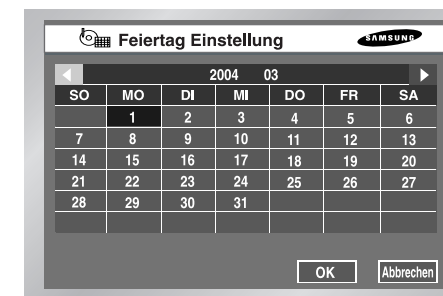 Feiertag Einstellung SAMSUNG
2004 03
SO MO DI MI DO FR SA
1 2 3 4 5 6
7 8 9 10 11 12 13
14 15 16 17 18 19 20
21 22 23 24 25 26 27
28 29 30 31
OK Abbrechen